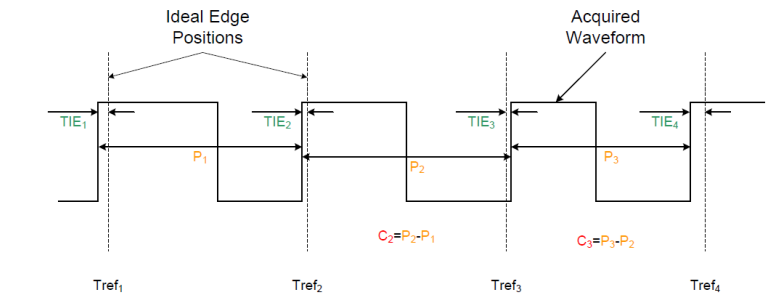 Ideal Edge
Positions
Acquired
Waveform
TIE₁
TIE₂
TIE₃
TIE₄
P₁
P₂
P₃
C₂=P₂-P₁
C₃=P₃-P₂
Tref₁
Tref₂
Tref₃
Tref₄